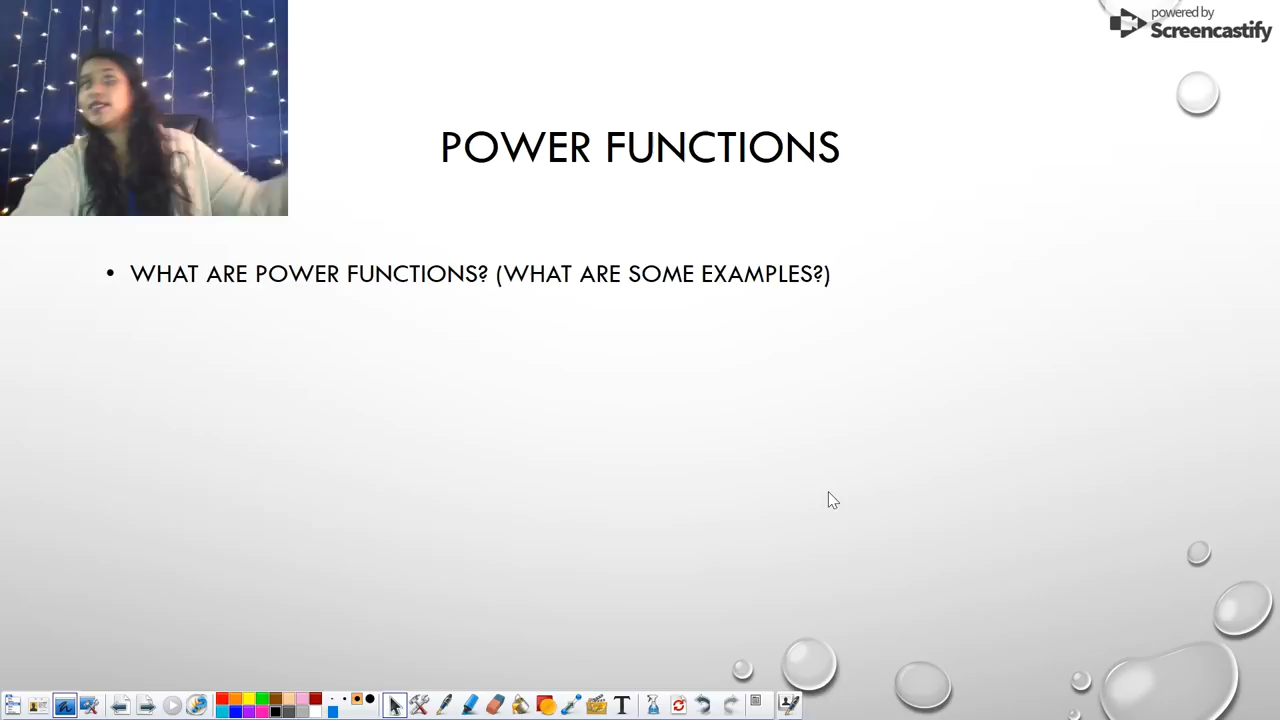 powered by
Screencastify
POWER FUNCTIONS
• WHAT ARE POWER FUNCTIONS? (WHAT ARE SOME EXAMPLES?)
T